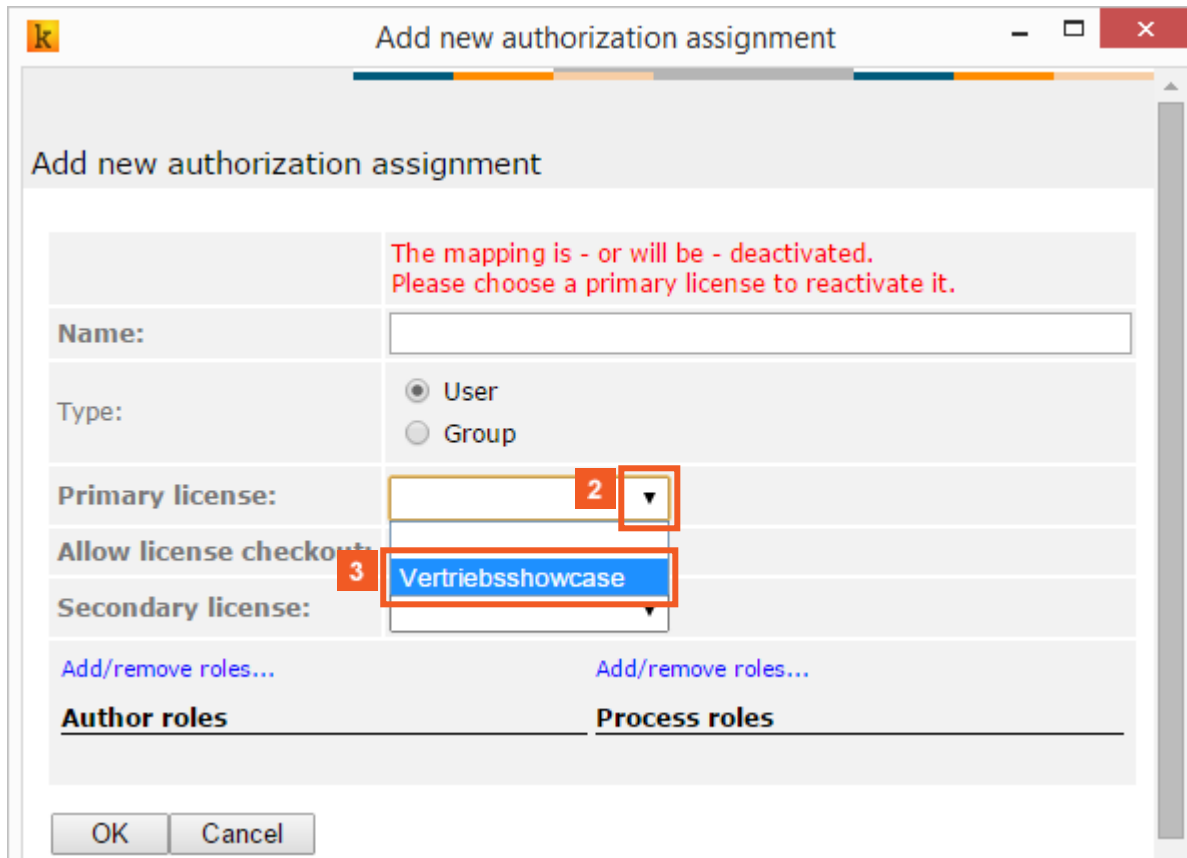 k
Add new authorization assignment
Add new authorization assignment
The mapping is - or will be - deactivated.
Please choose a primary license to reactivate it.
Name:
Type:
User
Group
Primary license:
2
Allow license checkout:
3
Vertriebsshowcase
Secondary license:
Add/remove roles... Add/remove roles...
Author roles Process roles
OK Cancel